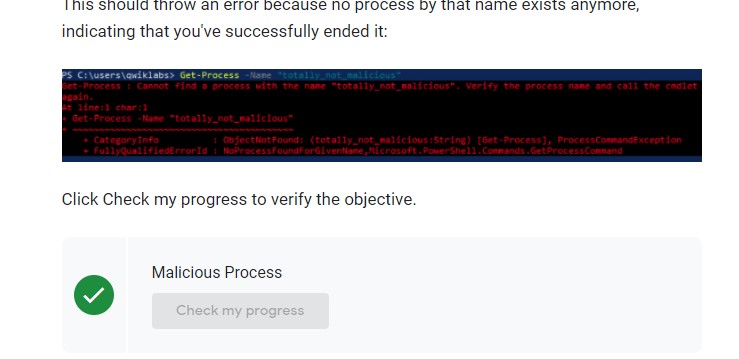 This should throw an error because no process by that name exists anymore,
indicating that you've successfully ended it:
PS C:\users\qwiklabs> Get-Process -Name "totally_not_malicious"
Get-Process : Cannot find a process with the name "totally_not_malicious". Verify the process name and call the cmdlet
again.
At line:1 char:1
+ Get-Process -Name "totally_not_malicious"
+ ~~~~~~~~~~~~~~~~~~~~~~~~~~~~~~~~~~~~~~~~~
+ CategoryInfo : ObjectNotFound: (totally_not_malicious:String) [Get-Process], ProcessCommandException
+ FullyQualifiedErrorId : NoProcessFoundForGivenName,Microsoft.PowerShell.Commands.GetProcessCommand
Click Check my progress to verify the objective.
Malicious Process
Check my progress